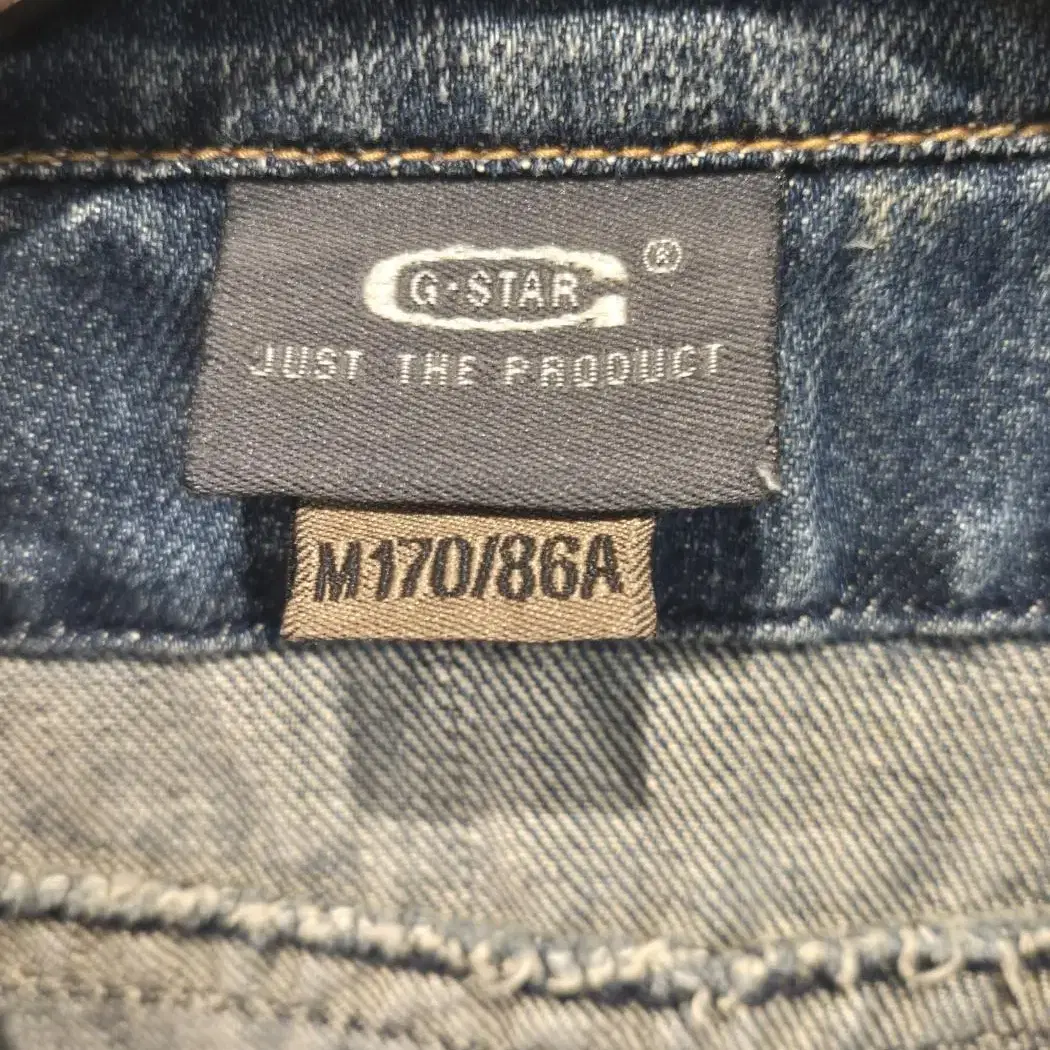 G-STAR ®
JUST THE PRODUCT
M170/86A